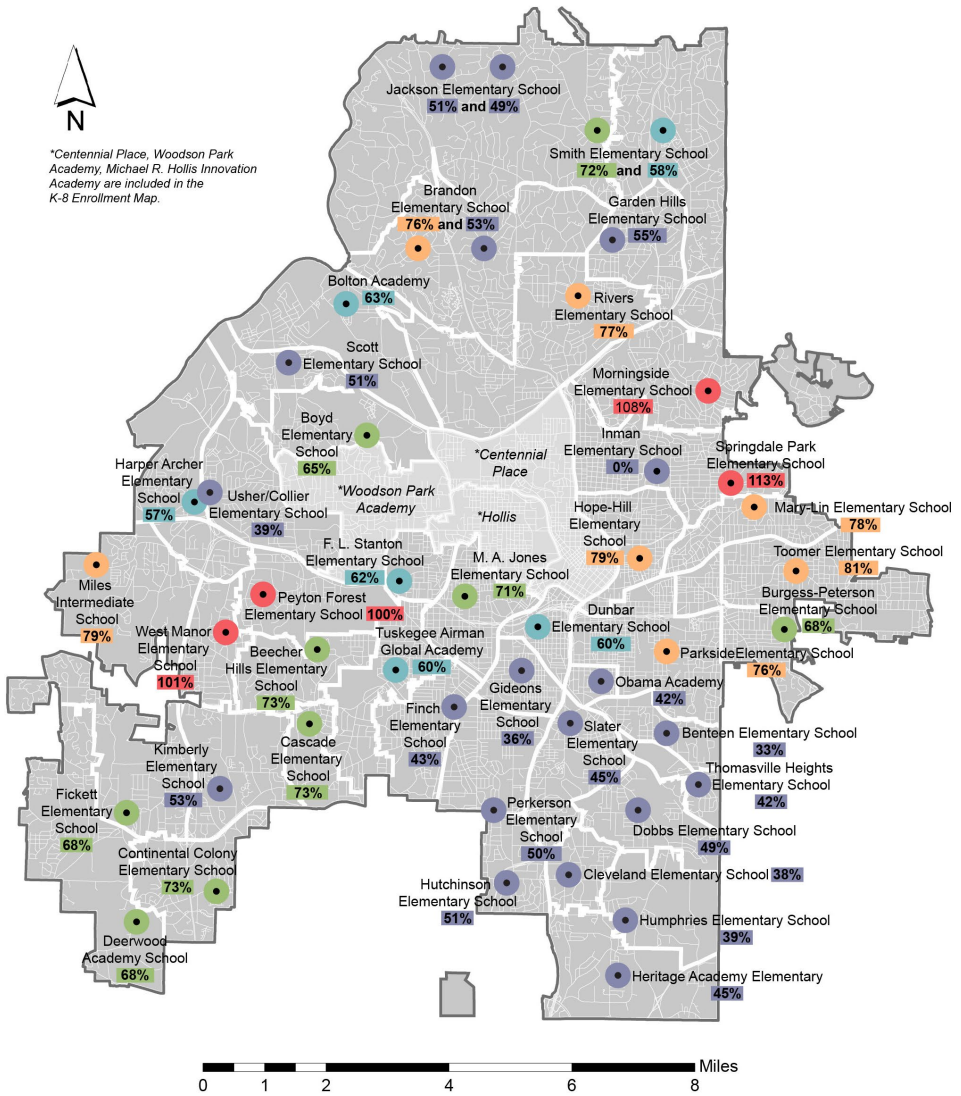 N
*Centennial Place, Woodson Park
Academy, Michael R. Hollis Innovation
Academy are included in the
K-8 Enrollment Map.
Jackson Elementary School
51% and 49%
Smith Elementary School
72% and 58%
Brandon
Elementary School
76% and 53%
Garden Hills
Elementary School
55%
Bolton Academy
63%
Rivers
Elementary School
77%
Scott
Elementary School
51%
Morningside
Elementary School
108%
Boyd
Elementary
School
65%
*Centennial
Place
Inman
Elementary School
0%
Springdale Park
Elementary School
113%
Harper Archer
Elementary
School
57%
Usher/Collier
Elementary School
39%
*Woodson Park
Academy
*Hollis
Hope-Hill
Elementary
School
79%
Mary-Lin Elementary School
78%
Toomer Elementary School
81%
F. L. Stanton
Elementary School
62%
M. A. Jones
Elementary School
71%
Miles
Intermediate
School
79%
Peyton Forest
Elementary School 100%
Burgess-Peterson
Elementary School
68%
Dunbar
Elementary School
60%
West Manor
Elementary
School
101%
Beecher
Hills Elementary
School
73%
Tuskegee Airman
Global Academy
60%
ParksideElementary School
76%
Gideons
Elementary
School
36%
Obama Academy
42%
Finch
Elementary
School
43%
Slater
Elementary
School
45%
Benteen Elementary School
33%
Cascade
Elementary
School
73%
Kimberly
Elementary
School
53%
Thomasville Heights
Elementary School
42%
Fickett
Elementary
School
68%
Perkerson
Elementary
School
50%
Dobbs Elementary School
49%
Continental Colony
Elementary School
73%
Cleveland Elementary School 38%
Hutchinson
Elementary School
51%
Humphries Elementary School
39%
Deerwood
Academy School
68%
Heritage Academy Elementary
45%
Miles
0 1 2 4 6 8